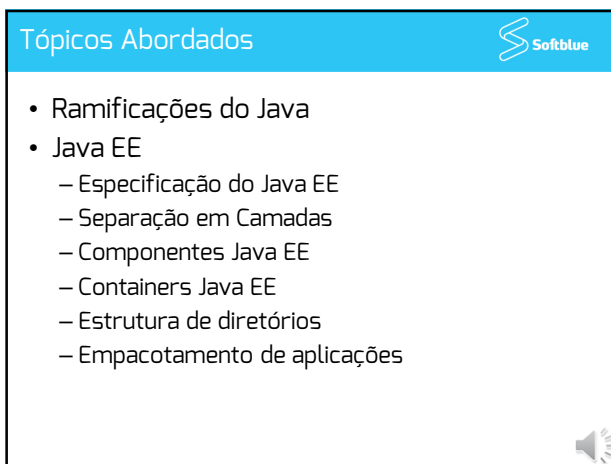 Tópicos Abordados
Softblue
• Ramificações do Java
• Java EE
– Especificação do Java EE
– Separação em Camadas
– Componentes Java EE
– Containers Java EE
– Estrutura de diretórios
– Empacotamento de aplicações